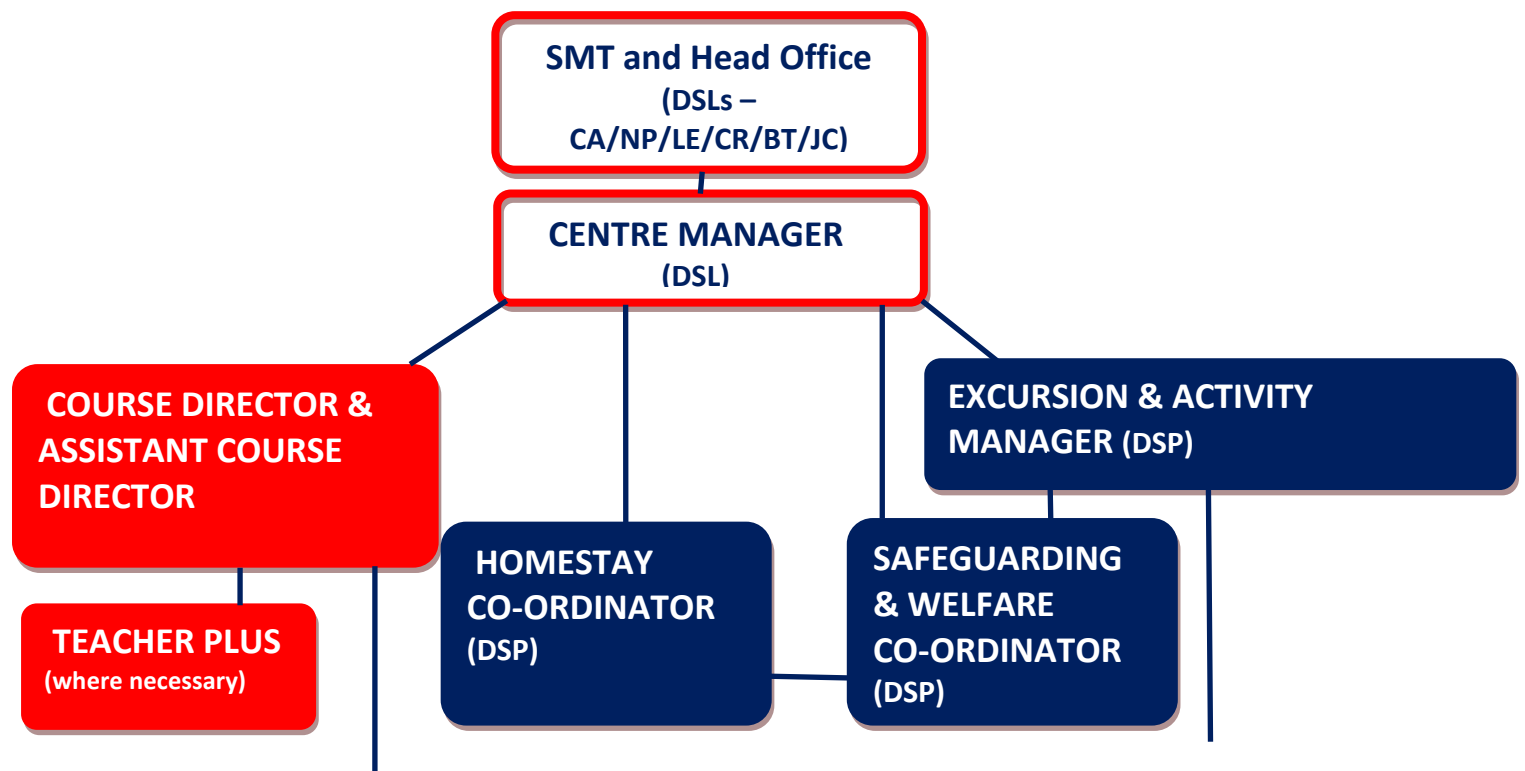 SMT and Head Office
(DSLs –
CA/NP/LE/CR/BT/JC)
CENTRE MANAGER
(DSL)
COURSE DIRECTOR &
ASSISTANT COURSE
DIRECTOR
EXCURSION & ACTIVITY
MANAGER (DSP)
HOMESTAY
CO-ORDINATOR
(DSP)
SAFEGUARDING
& WELFARE
CO-ORDINATOR
(DSP)
TEACHER PLUS
(where necessary)